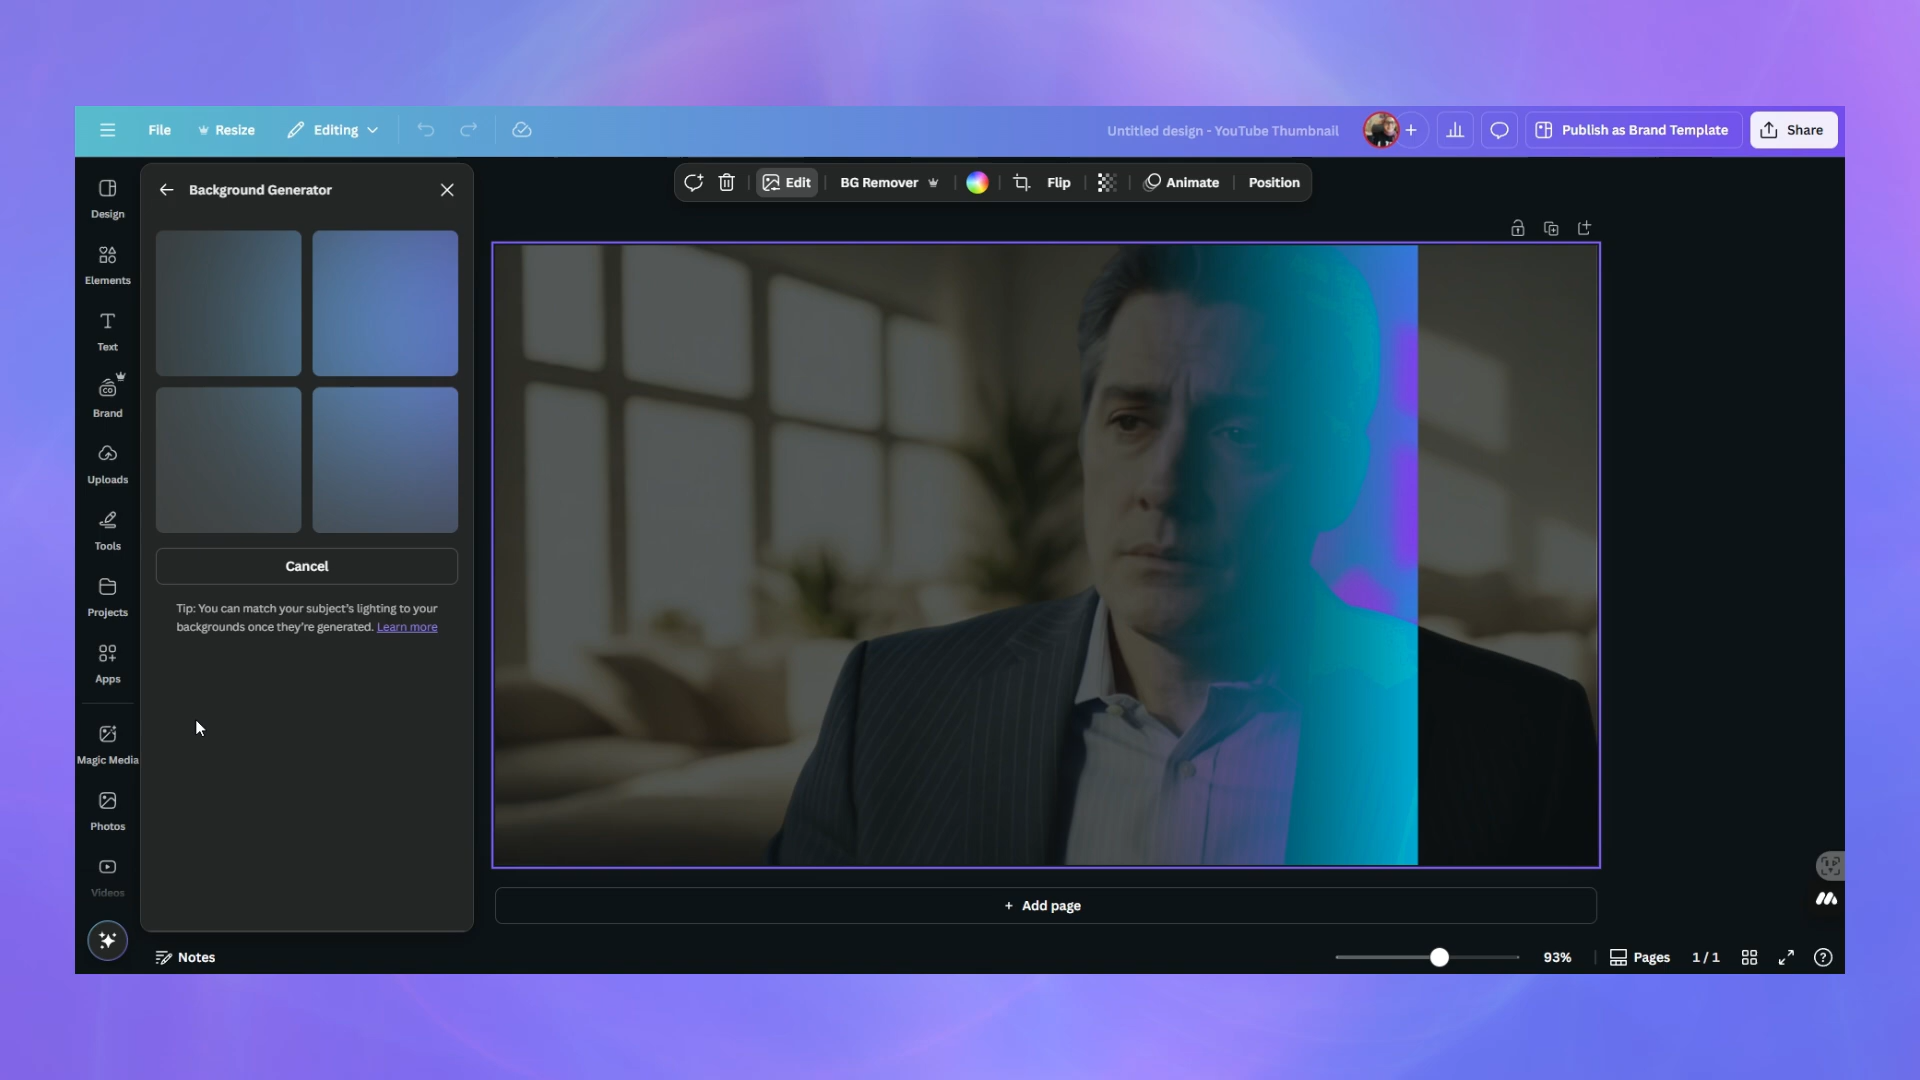 File
Resize
Editing
Untitled design - YouTube Thumbnail
Publish as Brand Template
Share
Design
Elements
Text
Brand
Uploads
Tools
Projects
Apps
Magic Media
Photos
Videos
Background Generator
Cancel
Tip: You can match your subject's lighting to your
backgrounds once they're generated. Learn more
Edit
BG Remover
Flip
Animate
Position
+ Add page
Notes
93%
Pages
1 / 1